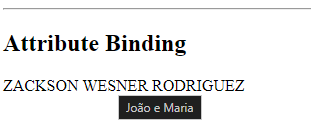 Attribute Binding
ZACKSON WESNER RODRIGUEZ
João e Maria